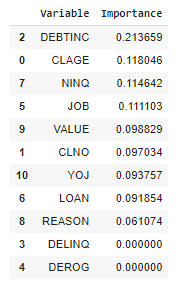 Variable Importance
2 DEBTINC 0.213659
0 CLAGE 0.118046
7 NINQ 0.114642
5 JOB 0.111103
9 VALUE 0.098829
1 CLNO 0.097034
10 YOJ 0.093757
6 LOAN 0.091854
8 REASON 0.061074
3 DELINQ 0.000000
4 DEROG 0.000000